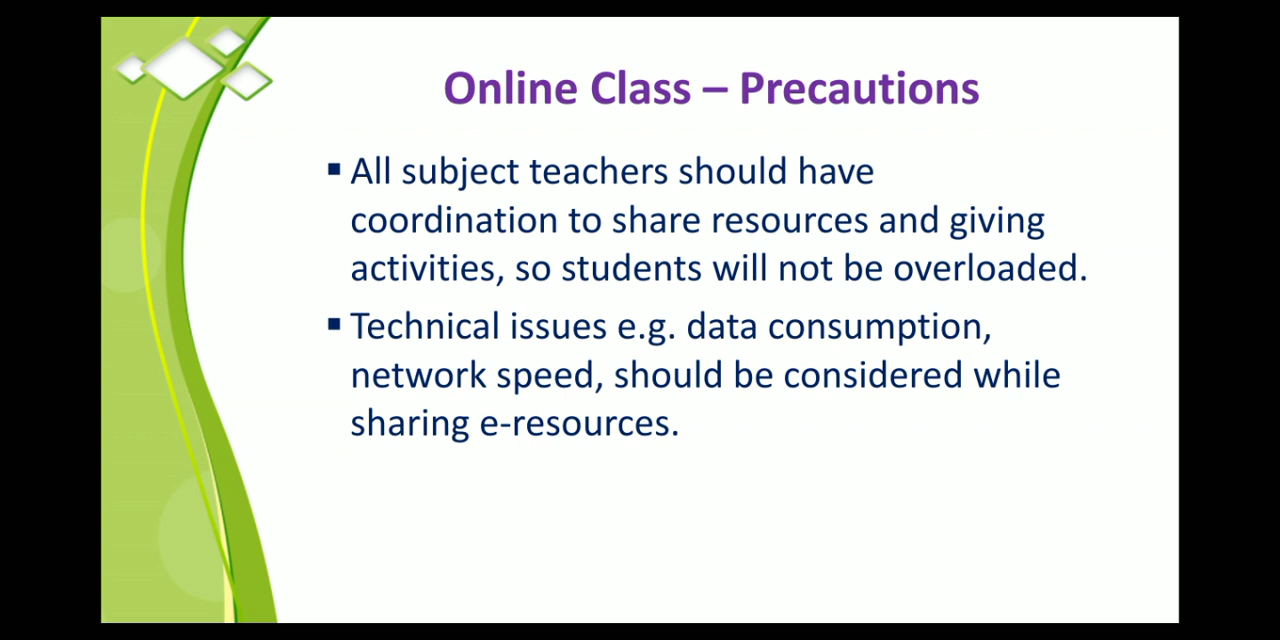 Online Class – Precautions
▪ All subject teachers should have
coordination to share resources and giving
activities, so students will not be overloaded.
▪ Technical issues e.g. data consumption,
network speed, should be considered while
sharing e-resources.